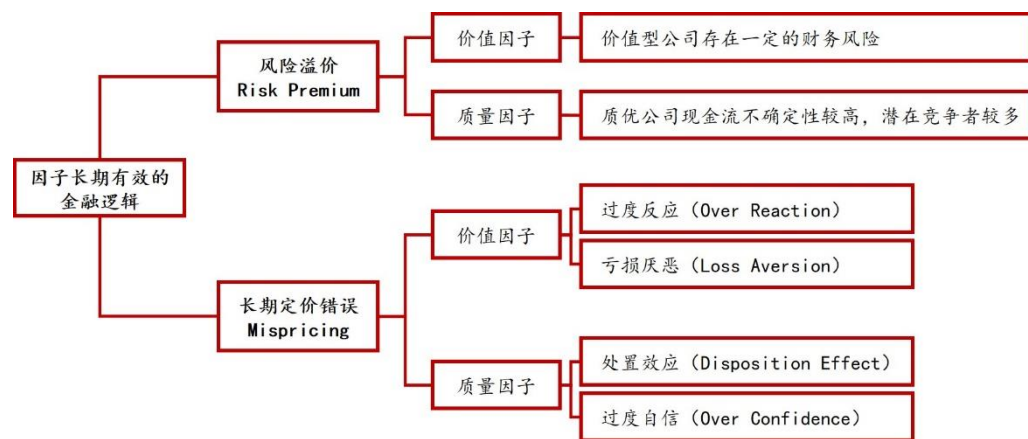 因子长期有效的
金融逻辑
风险溢价
Risk Premium
价值因子
价值型公司存在一定的财务风险
质量因子
质优公司现金流不确定性较高，潜在竞争者较多
长期定价错误
Mispricing
价值因子
过度反应（Over Reaction）
亏损厌恶（Loss Aversion）
质量因子
处置效应（Disposition Effect）
过度自信（Over Confidence）